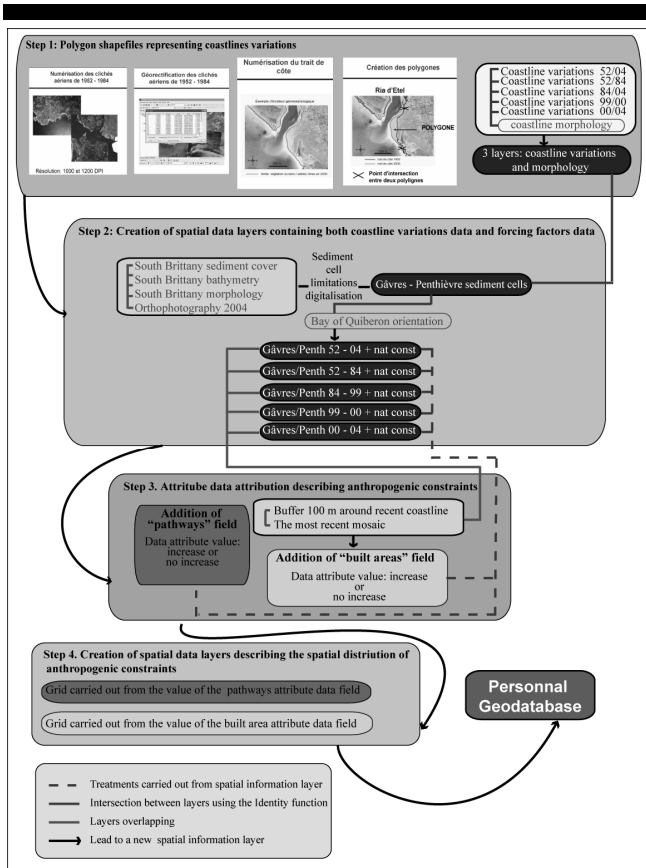 Step 1: Polygon shapefiles representing coastlines variations
Numérisation des clichés
aériens de 1952 - 1984
Résolution: 1000 et 1200 DPI
Géorectification des clichés
aériens de 1952 - 1984
Numérisation du trait de
côte
Création des polygones
Ria d'Etel
POLYGONE
Point d'intersection
entre deux polylignes
Coastline variations 52/04
Coastline variations 52/84
Coastline variations 84/04
Coastline variations 99/00
Coastline variations 00/04
coastline morphology
3 layers: coastline variations
and morphology
Step 2: Creation of spatial data layers containing both coastline variations data and forcing factors data
South Brittany sediment cover
South Brittany bathymetry
South Brittany morphology
Orthophotography 2004
Sediment
cell
limitations
digitalisation
Gâvres - Penthièvre sediment cells
Bay of Quiberon orientation
Gâvres/Penth 52 - 04 + nat const
Gâvres/Penth 52 - 84 + nat const
Gâvres/Penth 84 - 99 + nat const
Gâvres/Penth 99 - 00 + nat const
Gâvres/Penth 00 - 04 + nat const
Step 3. Attritube data attribution describing anthropogenic constraints
Addition of
"pathways" field
Data attribute value:
increase or
no increase
Buffer 100 m around recent coastline
The most recent mosaic
Addition of "built areas" field
Data attribute value: increase
or
no increase
Step 4. Creation of spatial data layers describing the spatial distriution of
anthropogenic constraints
Grid carried out from the value of the pathways attribute data field
Grid carried out from the value of the built area attribute data field
Personnal
Geodatabase
Treatments carried out from spatial information layer
Intersection between layers using the Identity function
Layers overlapping
Lead to a new spatial information layer